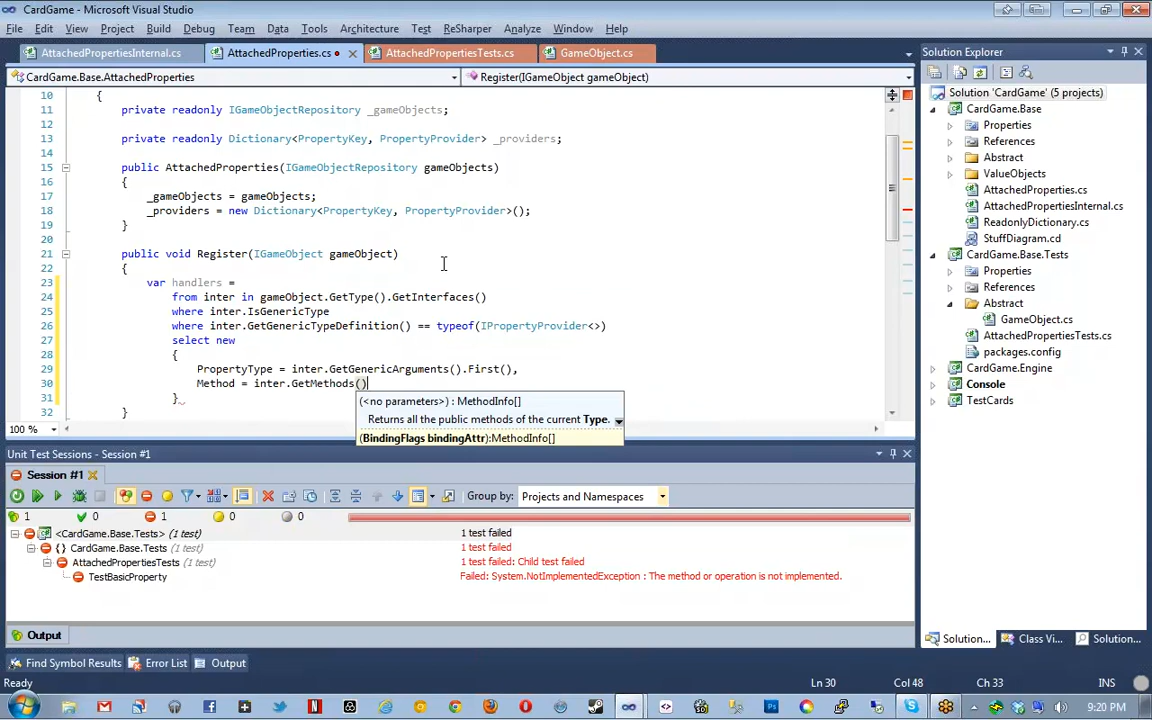 CardGame - Microsoft Visual Studio
File Edit View Project Build Debug Team Data Tools Architecture Test ReSharper Analyze Window Help
AttachedPropertiesInternal.cs AttachedProperties.cs AttachedPropertiesTests.cs GameObject.cs
CardGame.Base.AttachedProperties Register(IGameObject gameObject)
10 {
11 private readonly IGameObjectRepository _gameObjects;
12
13 private readonly Dictionary<PropertyKey, PropertyProvider> _providers;
14
15 public AttachedProperties(IGameObjectRepository gameObjects)
16 {
17 _gameObjects = gameObjects;
18 _providers = new Dictionary<PropertyKey, PropertyProvider>();
19 }
20
21 public void Register(IGameObject gameObject)
22 {
23 var handlers =
24 from inter in gameObject.GetType().GetInterfaces()
25 where inter.IsGenericType
26 where inter.GetGenericTypeDefinition() == typeof(IPropertyProvider<>)
27 select new
28 {
29 PropertyType = inter.GetGenericArguments().First(),
30 Method = inter.GetMethods()
31 }
32 }
(<no parameters>) : MethodInfo[]
Returns all the public methods of the current Type.
(BindingFlags bindingAttr):MethodInfo[]
100 %
Unit Test Sessions - Session #1
Session #1
Group by: Projects and Namespaces
1 0 1 0 0
<CardGame.Base.Tests> (1 test) 1 test failed
{ } CardGame.Base.Tests (1 test) 1 test failed
AttachedPropertiesTests (1 test) 1 test failed: Child test failed
TestBasicProperty Failed: System.NotImplementedException : The method or operation is not implemented.
Output
Find Symbol Results Error List Output
Ready Ln 30 Col 48 Ch 33 INS
Solution Explorer
Solution 'CardGame' (5 projects)
CardGame.Base
Properties
References
Abstract
ValueObjects
AttachedProperties.cs
AttachedPropertiesInternal.cs
ReadonlyDictionary.cs
StuffDiagram.cd
CardGame.Base.Tests
Properties
References
Abstract
GameObject.cs
AttachedPropertiesTests.cs
packages.config
CardGame.Engine
Console
TestCards
Solution... Class Vi... Solution...
9:20 PM